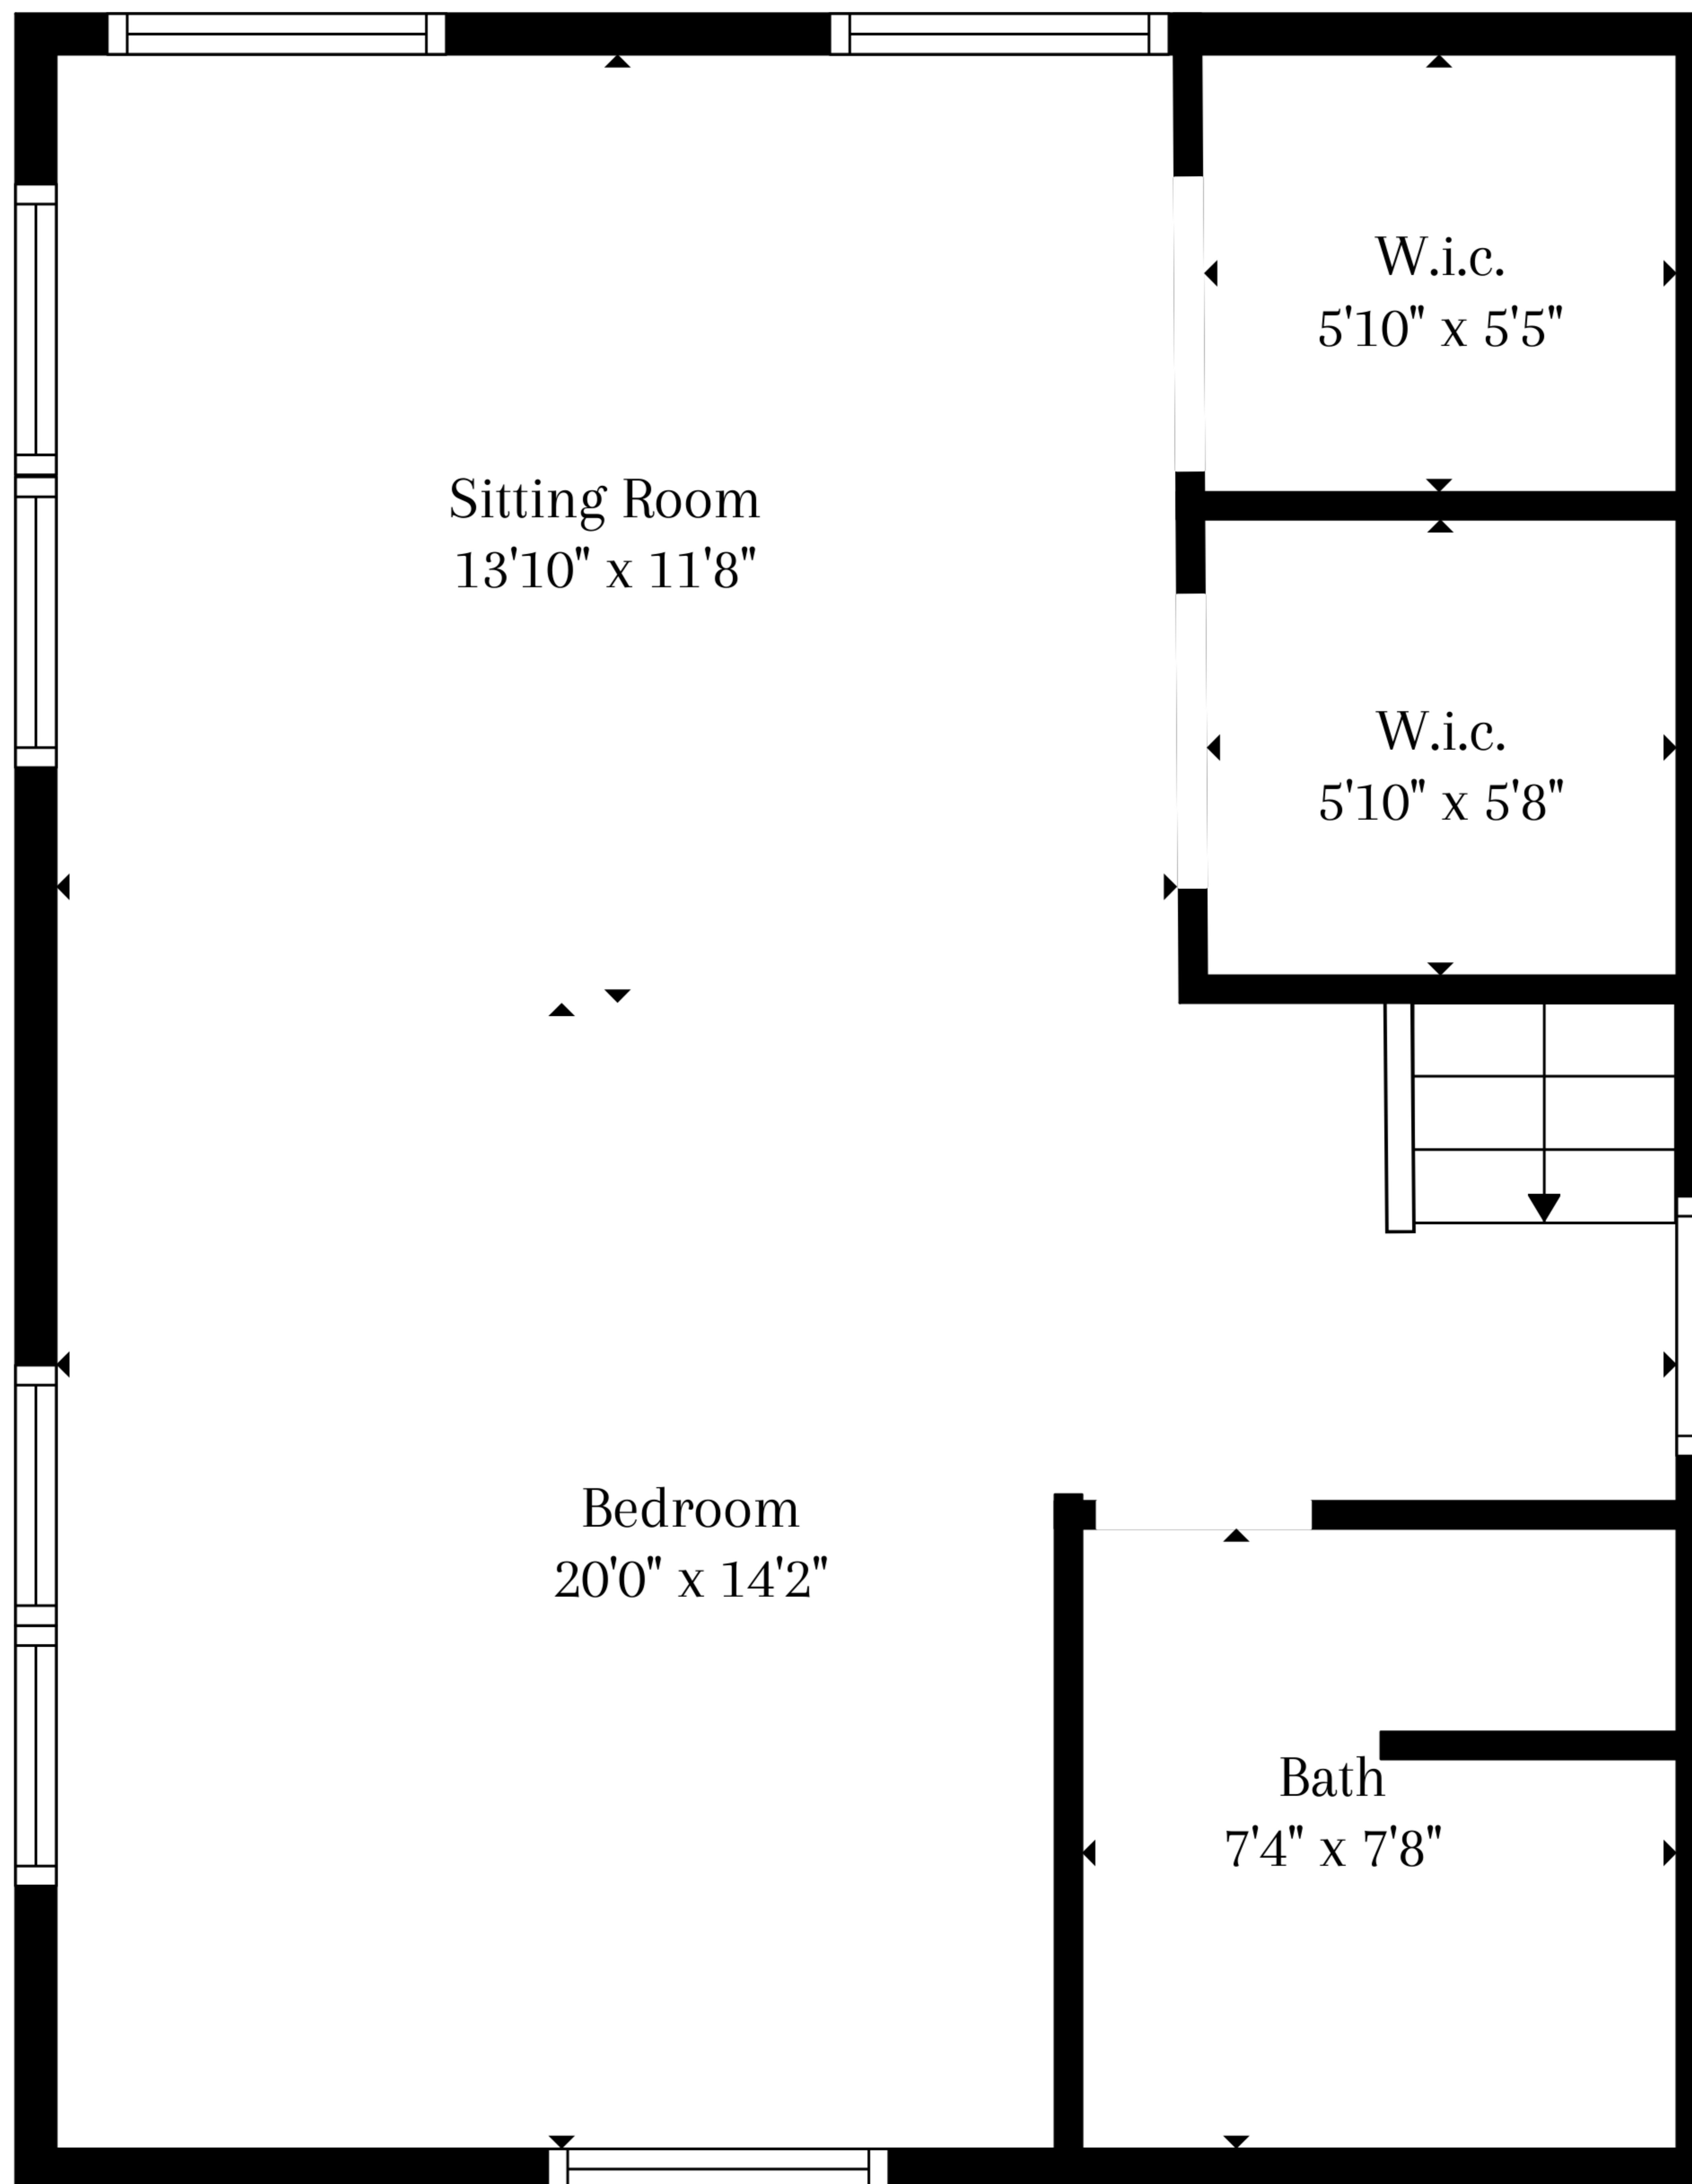 W.i.c.
5'10" x 5'5"
Sitting Room
13'10" x 11'8"
W.i.c.
5'10" x 5'8"
Bedroom
20'0" x 14'2"
Bath
7'4" x 7'8"